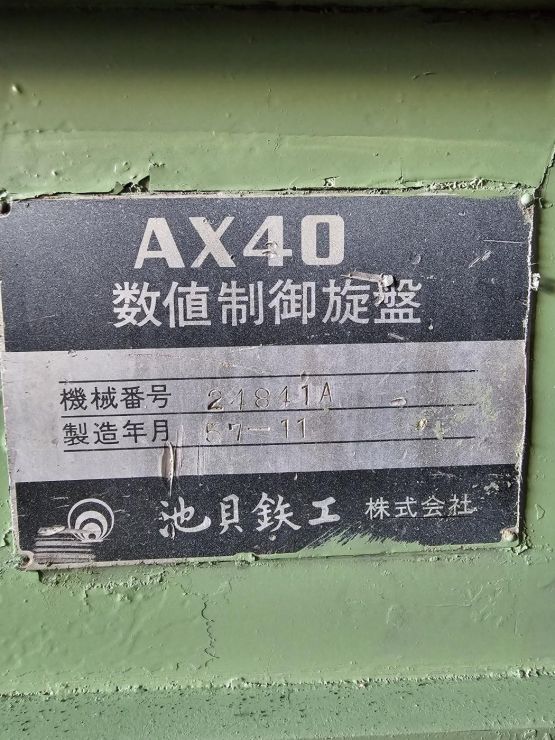 AX40
数値制御旋盤
機械番号 24841A
製造年月 57-11
池貝鉄工 株式会社